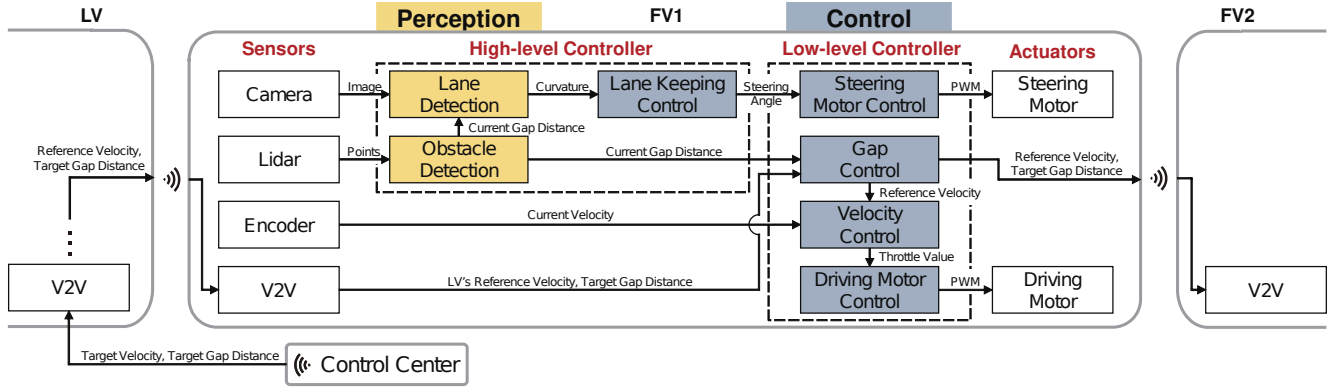 LV
Perception
FV1
Control
FV2
Sensors
High-level Controller
Low-level Controller
Actuators
Camera
Image
Lane
Detection
Curvature
Lane Keeping
Control
Steering
Angle
Steering
Motor Control
PWM
Steering
Motor
Current Gap Distance
Lidar
Points
Obstacle
Detection
Current Gap Distance
Gap
Control
Reference Velocity,
Target Gap Distance
Reference Velocity,
Target Gap Distance
Reference Velocity
Encoder
Current Velocity
Velocity
Control
Throttle Value
V2V
V2V
LV's Reference Velocity, Target Gap Distance
Driving Motor
Control
PWM
Driving
Motor
V2V
Target Velocity, Target Gap Distance
Control Center